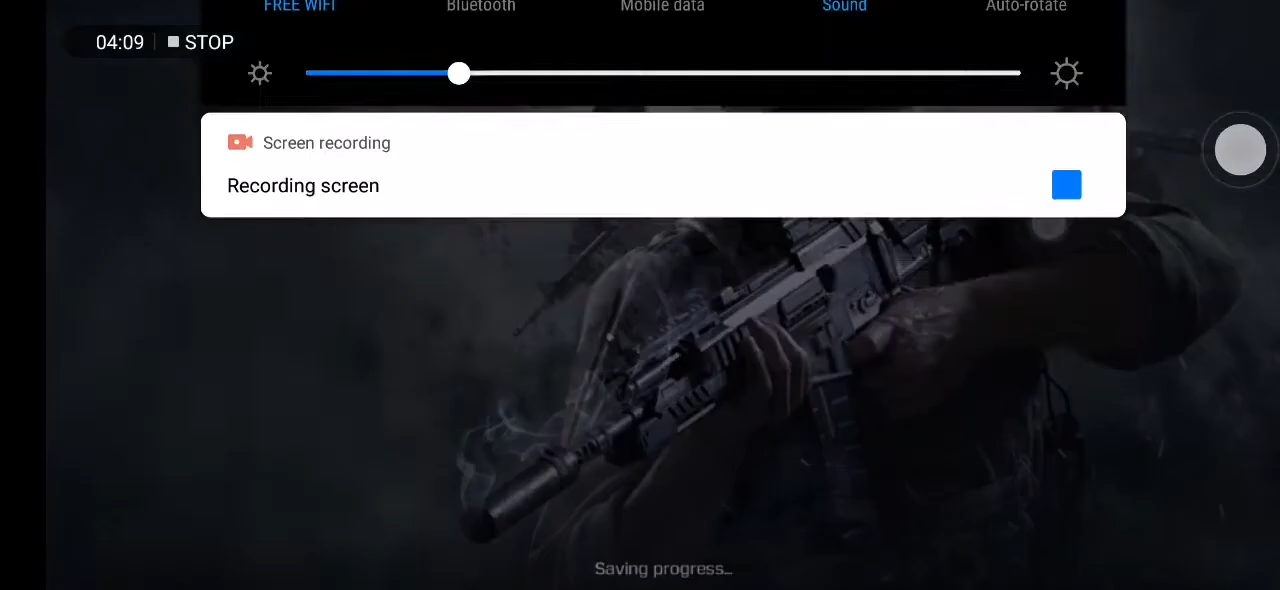 FREE WIFI Bluetooth Mobile data Sound Auto-rotate
04:09 STOP
Screen recording
Recording screen
Saving progress...